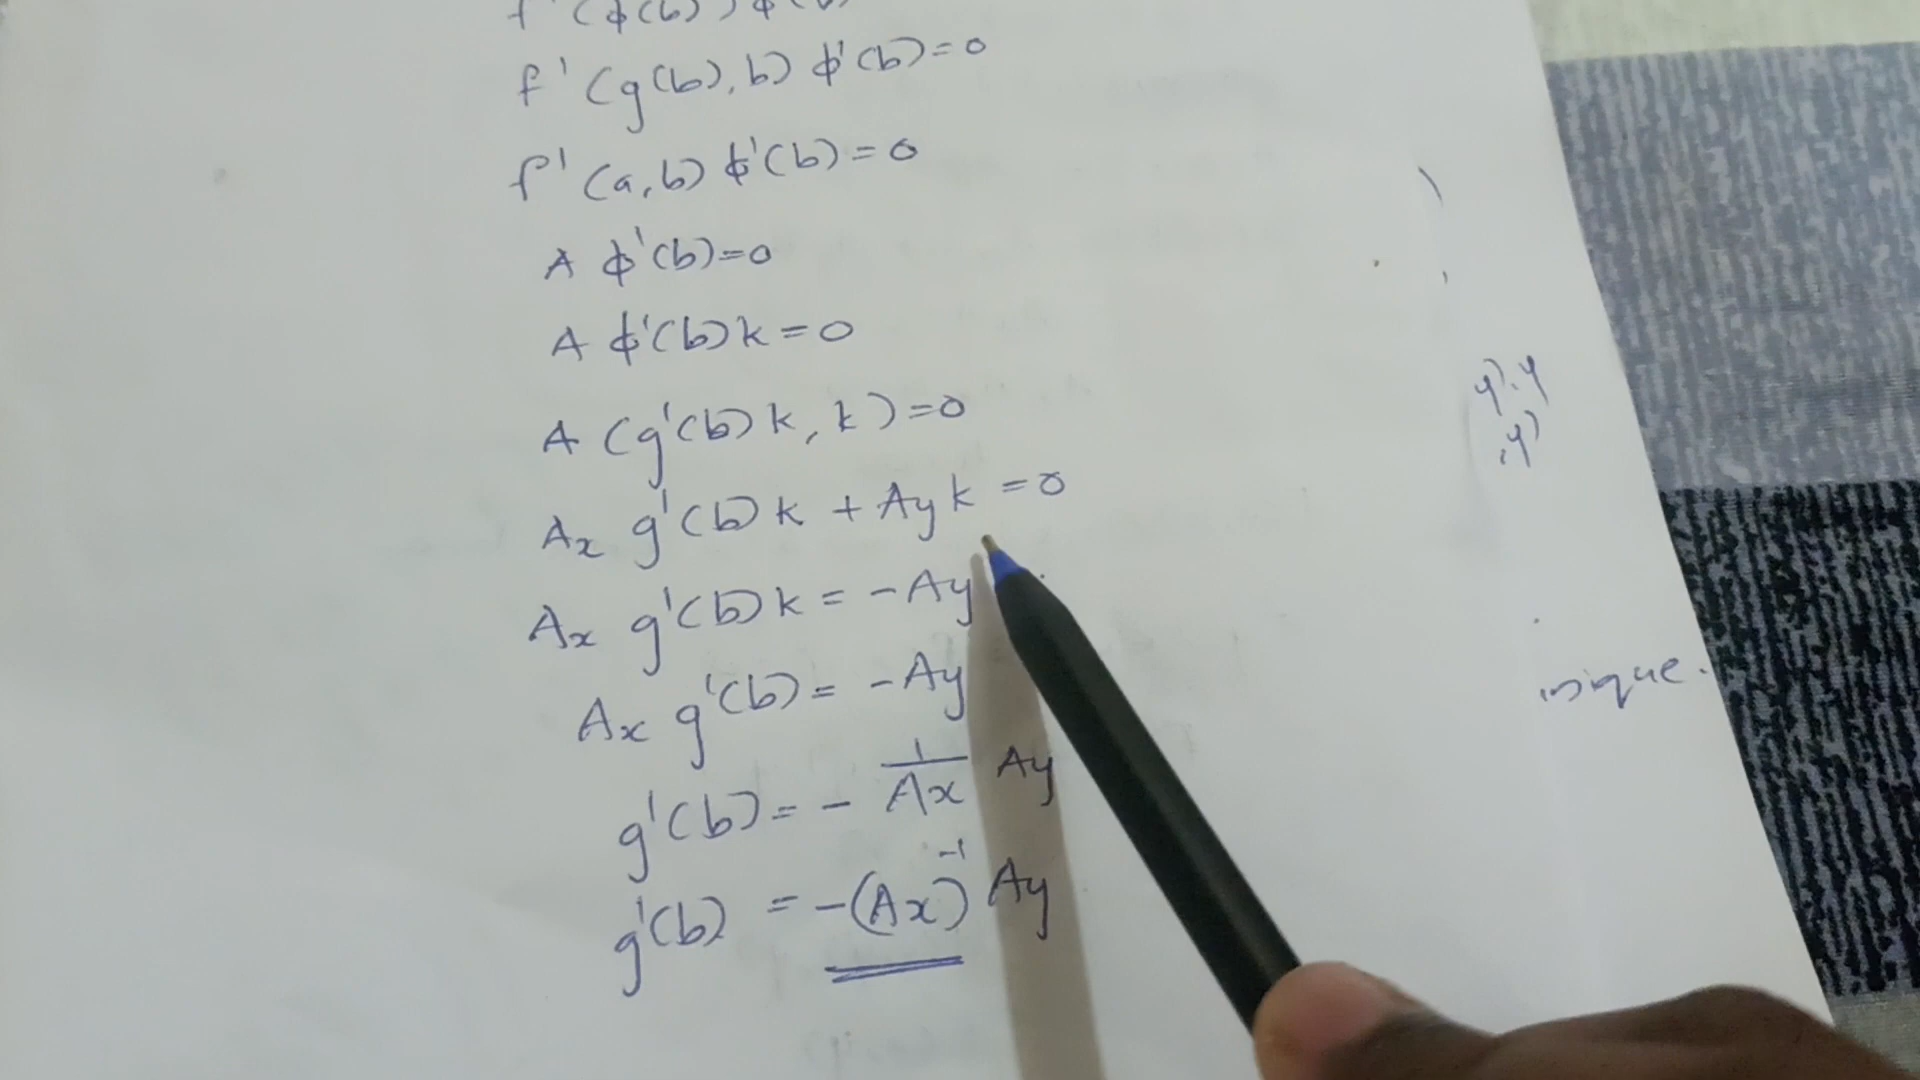 f'(ϕ(b)) ϕ'(b)
f'(g(b), b) ϕ'(b) = 0
f'(a, b) ϕ'(b) = 0
A ϕ'(b) = 0
A ϕ'(b) k = 0
A (g'(b) k, k) = 0
Ax g'(b) k + Ay k = 0
Ax g'(b) k = - Ay
Ax g'(b) = - Ay
g'(b) = - 1/Ax Ay
g'(b) = -(Ax)⁻¹ Ay